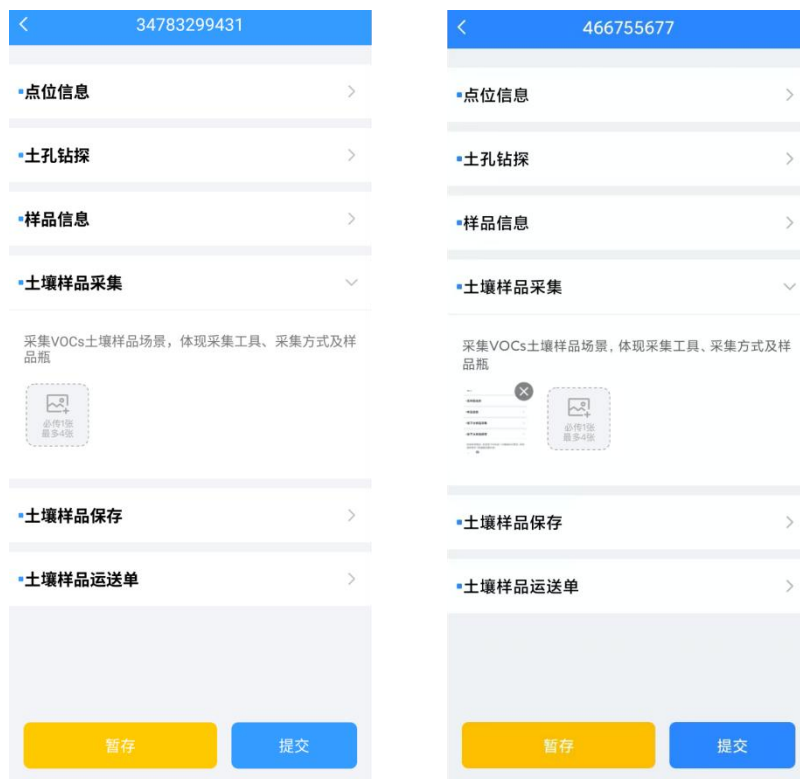 34783299431
点位信息
土孔钻探
样品信息
土壤样品采集
采集VOCs土壤样品场景，体现采集工具、采集方式及样
品瓶
必传1张
最多4张
土壤样品保存
土壤样品运送单
暂存
提交
466755677
点位信息
土孔钻探
样品信息
土壤样品采集
采集VOCs土壤样品场景, 体现采集工具、采集方式及样
品瓶
必传1张
最多4张
土壤样品保存
土壤样品运送单
暂存
提交